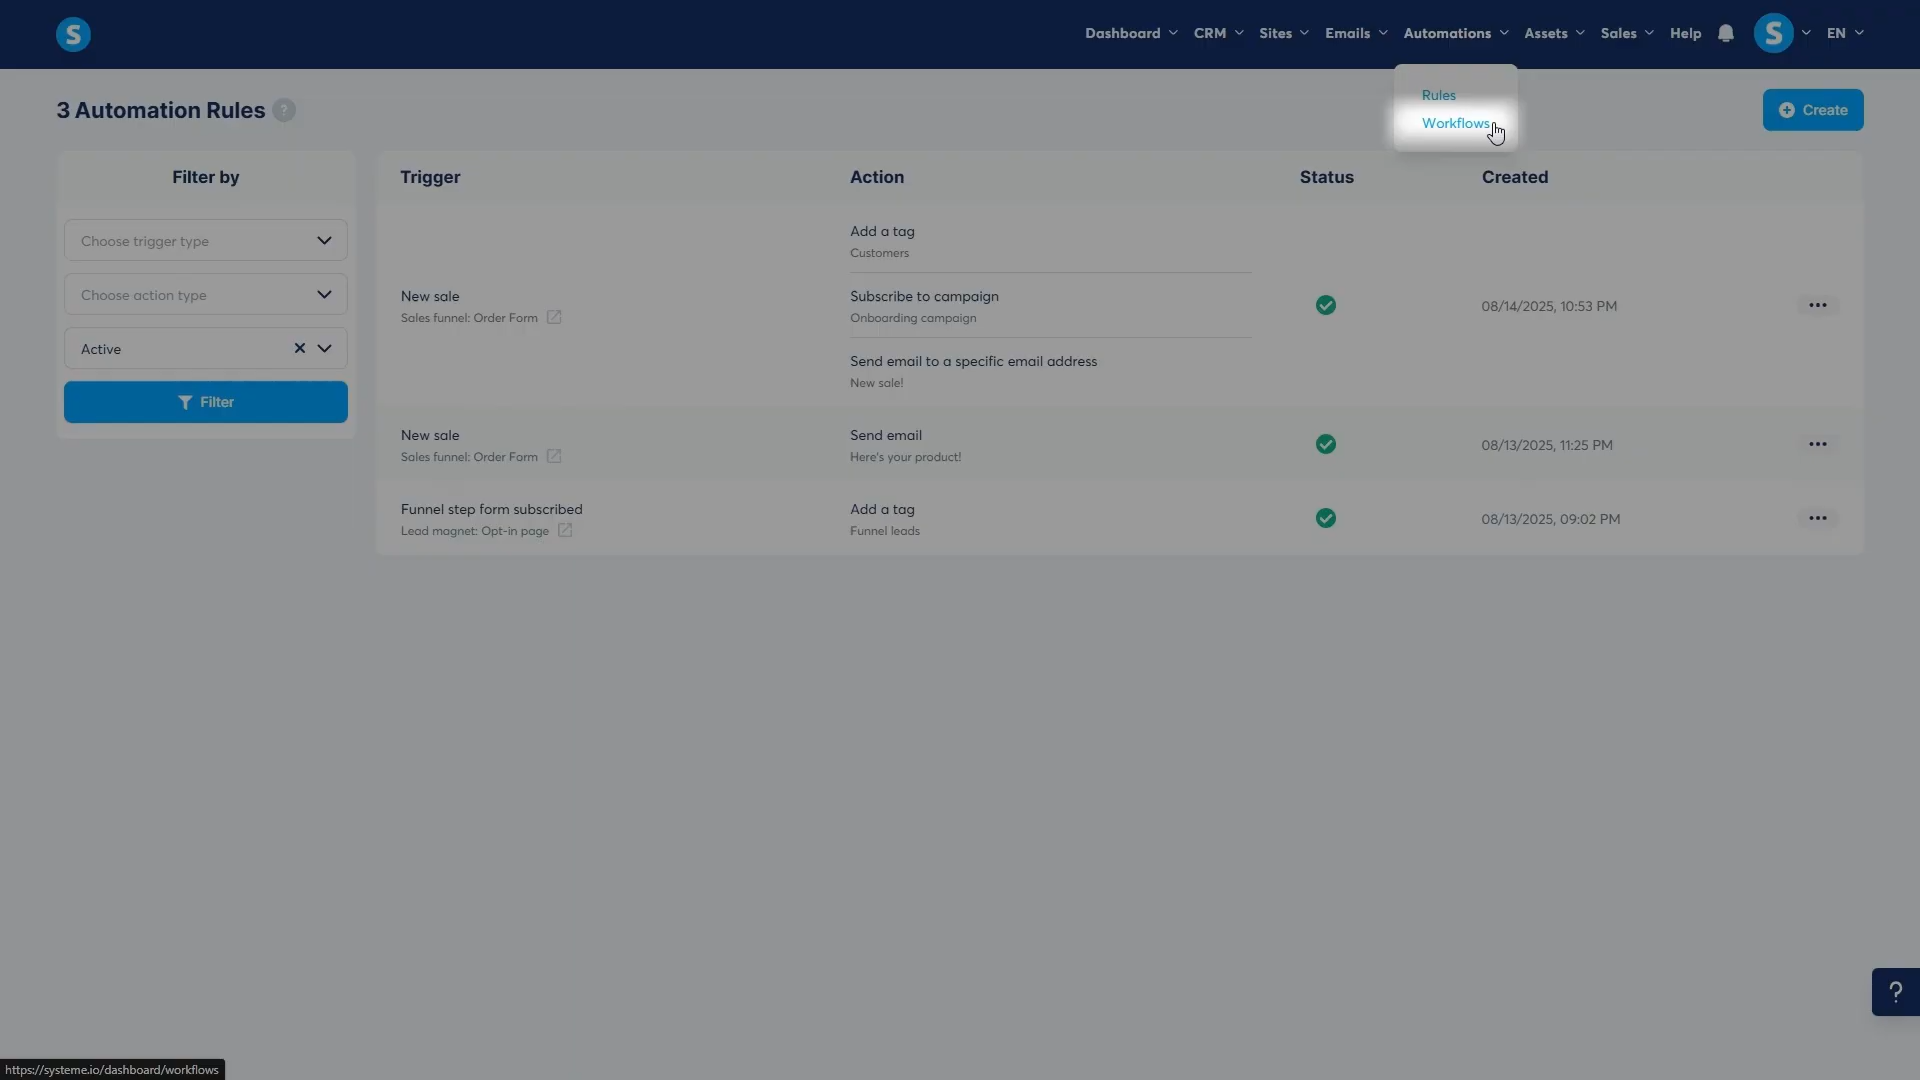 S
Dashboard
CRM
Sites
Emails
Automations
Assets
Sales
Help
S
EN
Rules
Workflows
3 Automation Rules ?
Create
Filter by
Choose trigger type
Choose action type
Active
Filter
Trigger
Action
Status
Created
New sale
Sales funnel: Order Form
Add a tag
Customers
Subscribe to campaign
Onboarding campaign
Send email to a specific email address
New sale!
08/14/2025, 10:53 PM
New sale
Sales funnel: Order Form
Send email
Here's your product!
08/13/2025, 11:25 PM
Funnel step form subscribed
Lead magnet: Opt-in page
Add a tag
Funnel leads
08/13/2025, 09:02 PM
?
https://systeme.io/dashboard/workflows